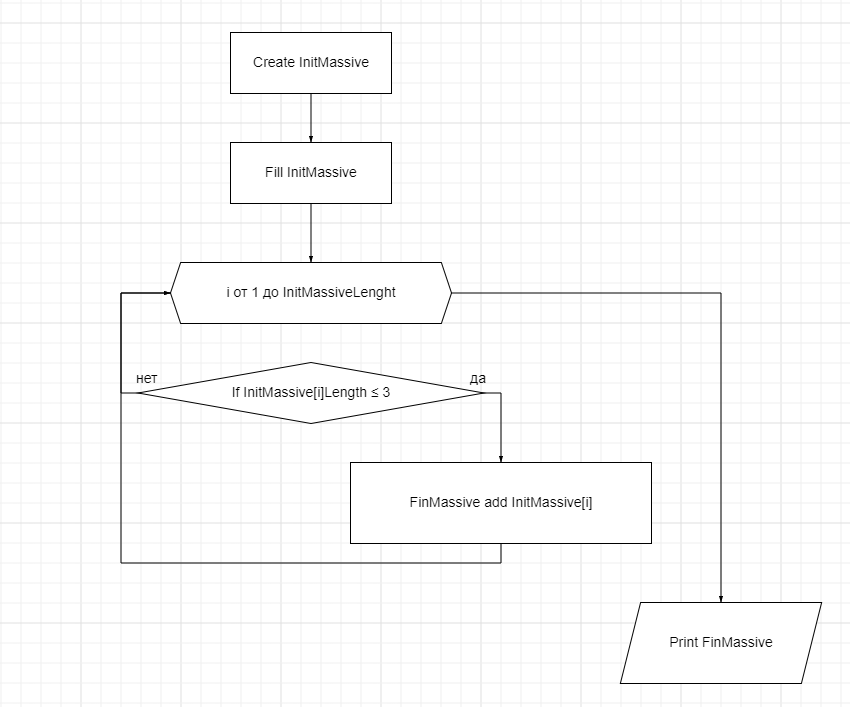 Create InitMassive
Fill InitMassive
i от 1 до InitMassiveLenght
нет
If InitMassive[i]Length ≤ 3
да
FinMassive add InitMassive[i]
Print FinMassive